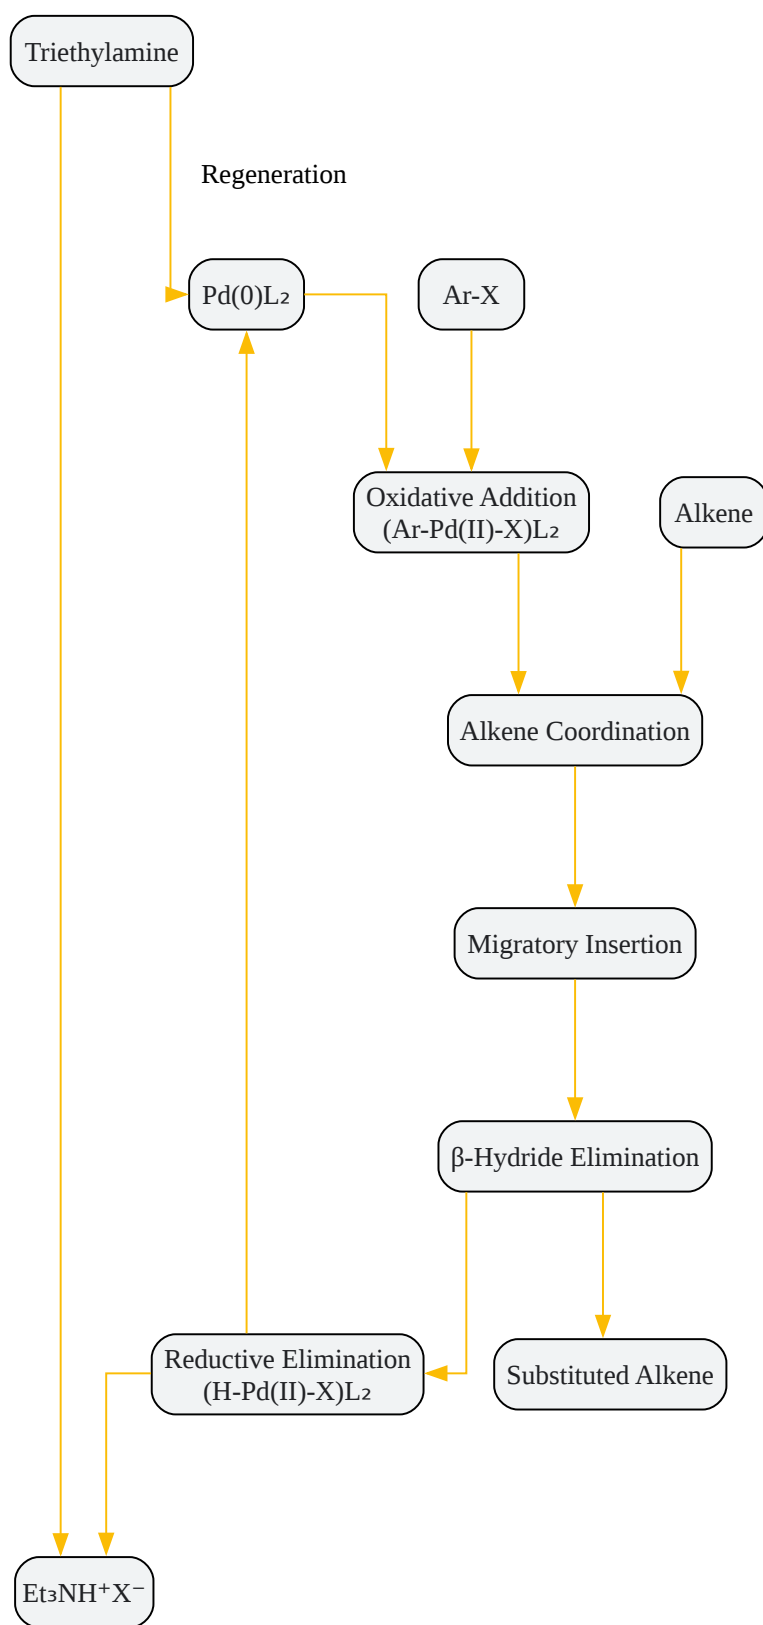 Triethylamine
Regeneration
Pd(0)L₂
Ar-X
Oxidative Addition
(Ar-Pd(II)-X)L₂
Alkene
Alkene Coordination
Migratory Insertion
β-Hydride Elimination
Reductive Elimination
(H-Pd(II)-X)L₂
Substituted Alkene
Et₃NH⁺X⁻